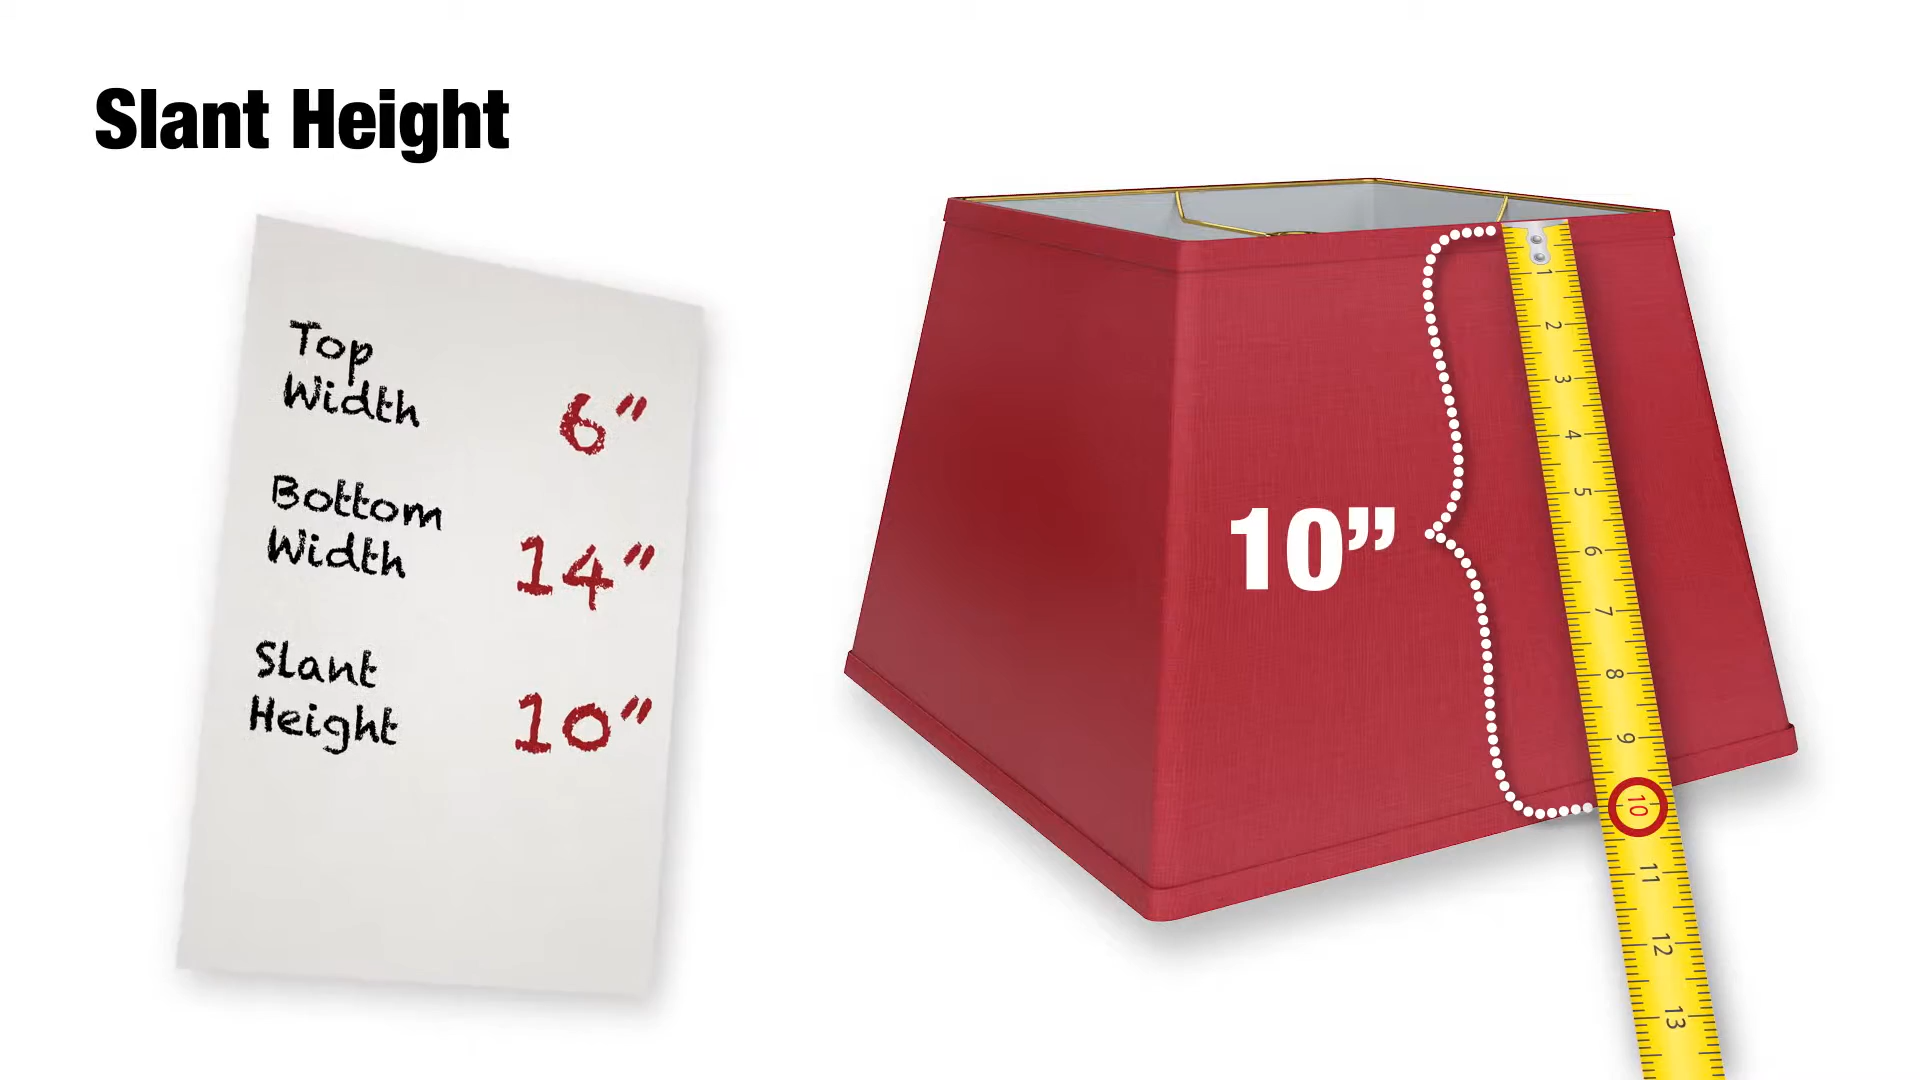 Slant Height
Top
Width
6”
Bottom
Width
14”
Slant
Height
10”
10”
1
2
3
4
5
6
7
8
9
10
11
12
13